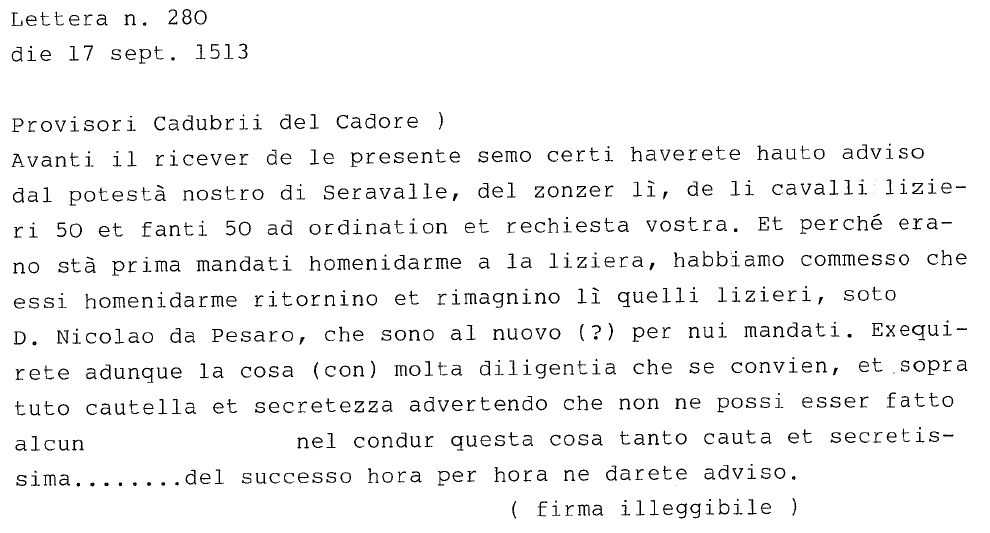 Lettera n. 280
die 17 sept. 1513
Provisori Cadubrii del Cadore )
Avanti il ricever de le presente semo certi haverete hauto adviso
dal potestà nostro di Seravalle, del zonzer lì, de li cavalli lizie-
ri 50 et fanti 50 ad ordination et rechiesta vostra. Et perché era-
no stà prima mandati homenidarme a la liziera, habbiamo commesso che
essi homenidarme ritornino et rimagnino lì quelli lizieri, soto
D. Nicolao da Pesaro, che sono al nuovo (?) per nui mandati. Exequi-
rete adunque la cosa (con) molta diligentia che se convien, et sopra
tuto cautella et secretezza advertendo che non ne possi esser fatto
alcun nel condur questa cosa tanto cauta et secretis-
sima........del successo hora per hora ne darete adviso.
( firma illeggibile )